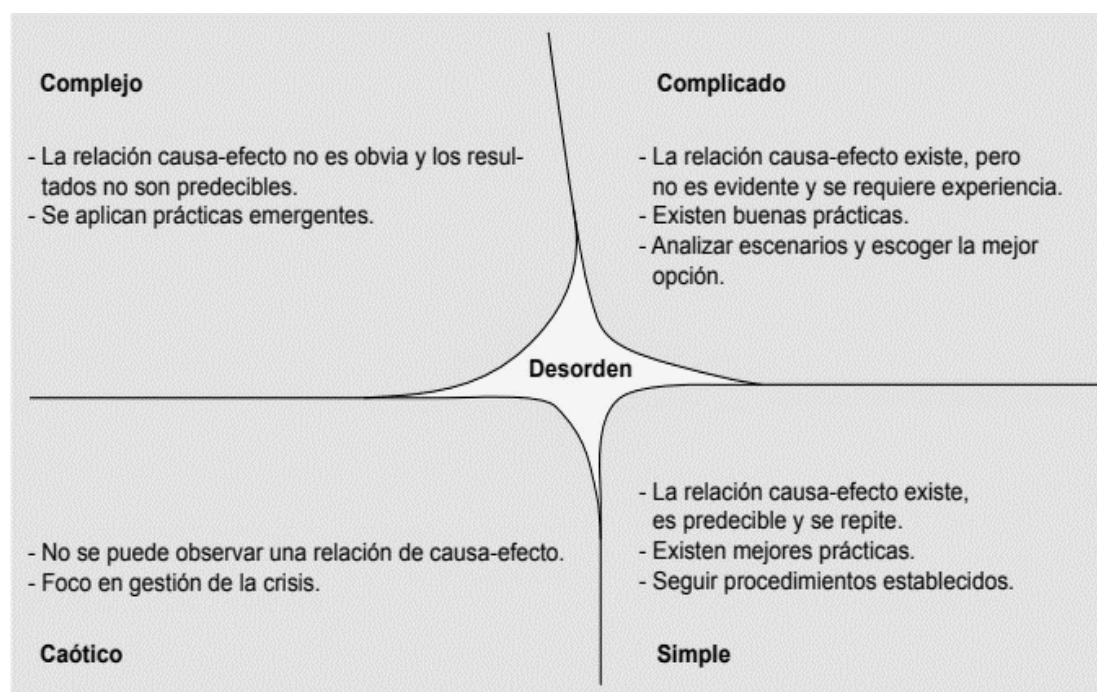 Complejo
- La relación causa-efecto no es obvia y los resul-
tados no son predecibles.
- Se aplican prácticas emergentes.
Complicado
- La relación causa-efecto existe, pero
no es evidente y se requiere experiencia.
- Existen buenas prácticas.
- Analizar escenarios y escoger la mejor
opción.
Desorden
- No se puede observar una relación de causa-efecto.
- Foco en gestión de la crisis.
Caótico
- La relación causa-efecto existe,
es predecible y se repite.
- Existen mejores prácticas.
- Seguir procedimientos establecidos.
Simple